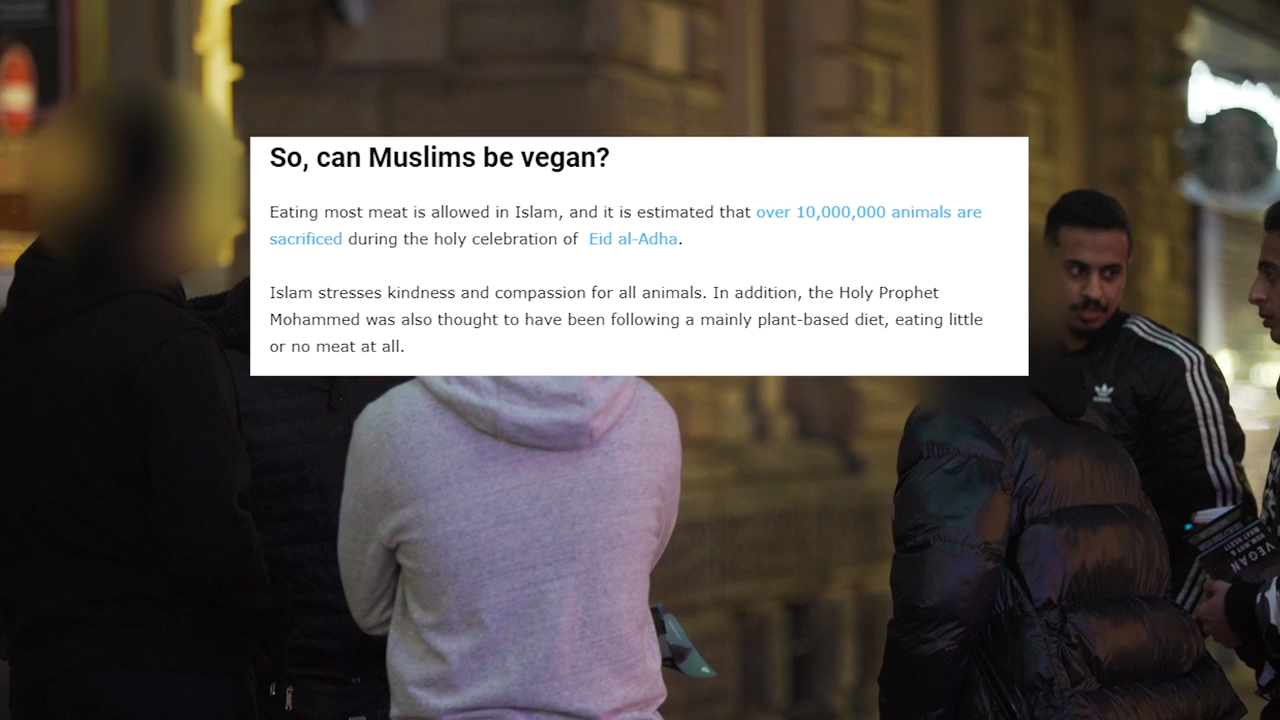 So, can Muslims be vegan?
Eating most meat is allowed in Islam, and it is estimated that over 10,000,000 animals are
sacrificed during the holy celebration of Eid al-Adha.
Islam stresses kindness and compassion for all animals. In addition, the Holy Prophet
Mohammed was also thought to have been following a mainly plant-based diet, eating little
or no meat at all.
VEGAN